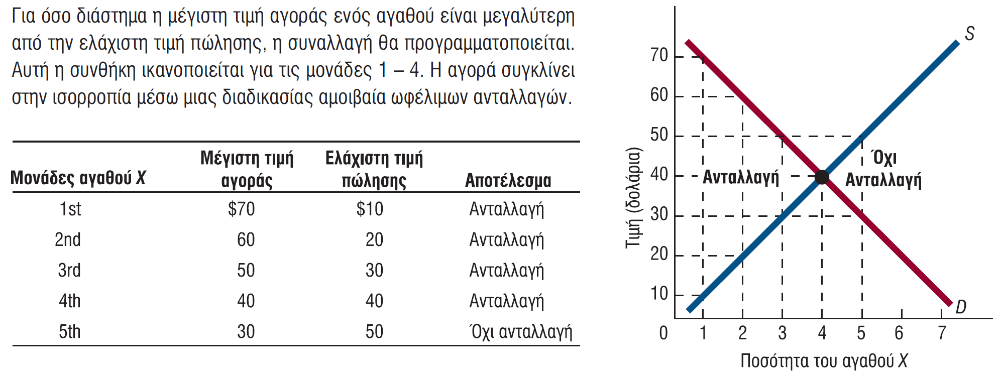 Για όσο διάστημα η μέγιστη τιμή αγοράς ενός αγαθού είναι μεγαλύτερη
από την ελάχιστη τιμή πώλησης, η συναλλαγή θα προγραμματοποιείται.
Αυτή η συνθήκη ικανοποιείται για τις μονάδες 1 – 4. Η αγορά συγκλίνει
στην ισορροπία μέσω μιας διαδικασίας αμοιβαία ωφέλιμων ανταλλαγών.
Μονάδες αγαθού X Μέγιστη τιμή αγοράς Ελάχιστη τιμή πώλησης Αποτέλεσμα
1st $70 $10 Ανταλλαγή
2nd 60 20 Ανταλλαγή
3rd 50 30 Ανταλλαγή
4th 40 40 Ανταλλαγή
5th 30 50 Όχι ανταλλαγή
Τιμή (δολάρια)
70
60
50
40
30
20
10
S
Ανταλλαγή
Όχι
Ανταλλαγή
D
0 1 2 3 4 5 6 7
Ποσότητα του αγαθού X